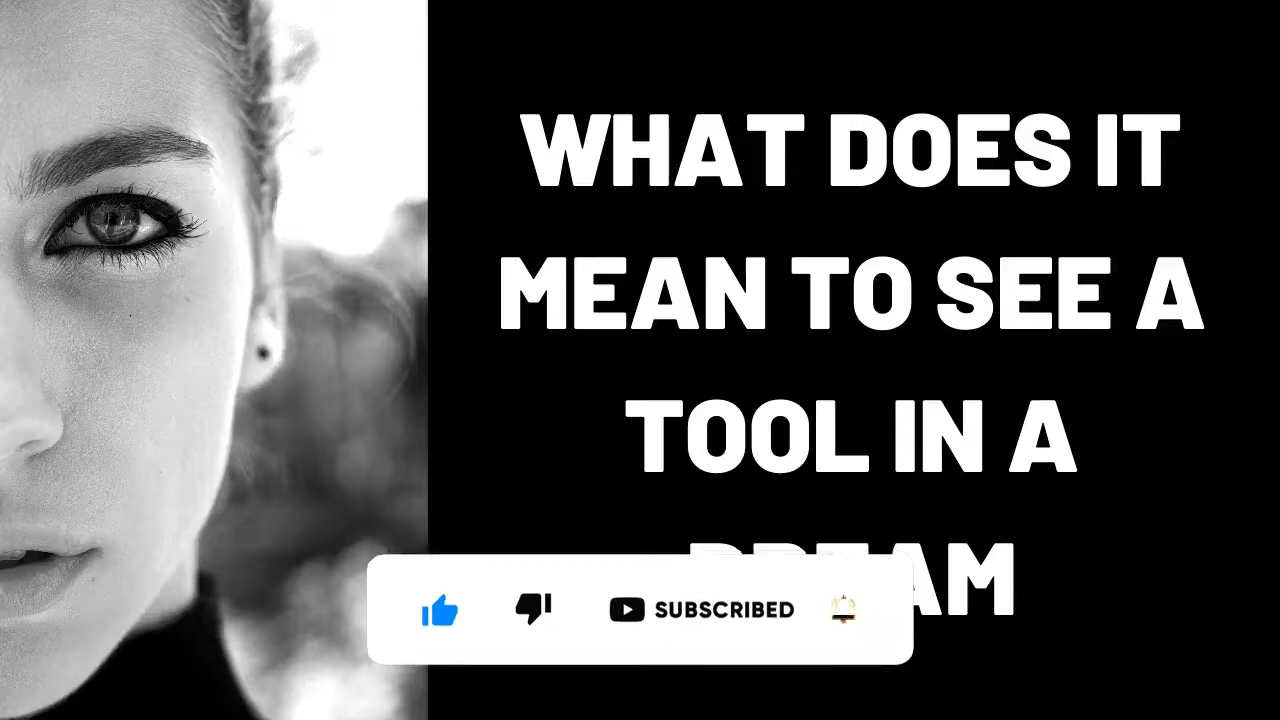 WHAT DOES IT
MEAN TO SEE A
TOOL IN A
SUBSCRIBED